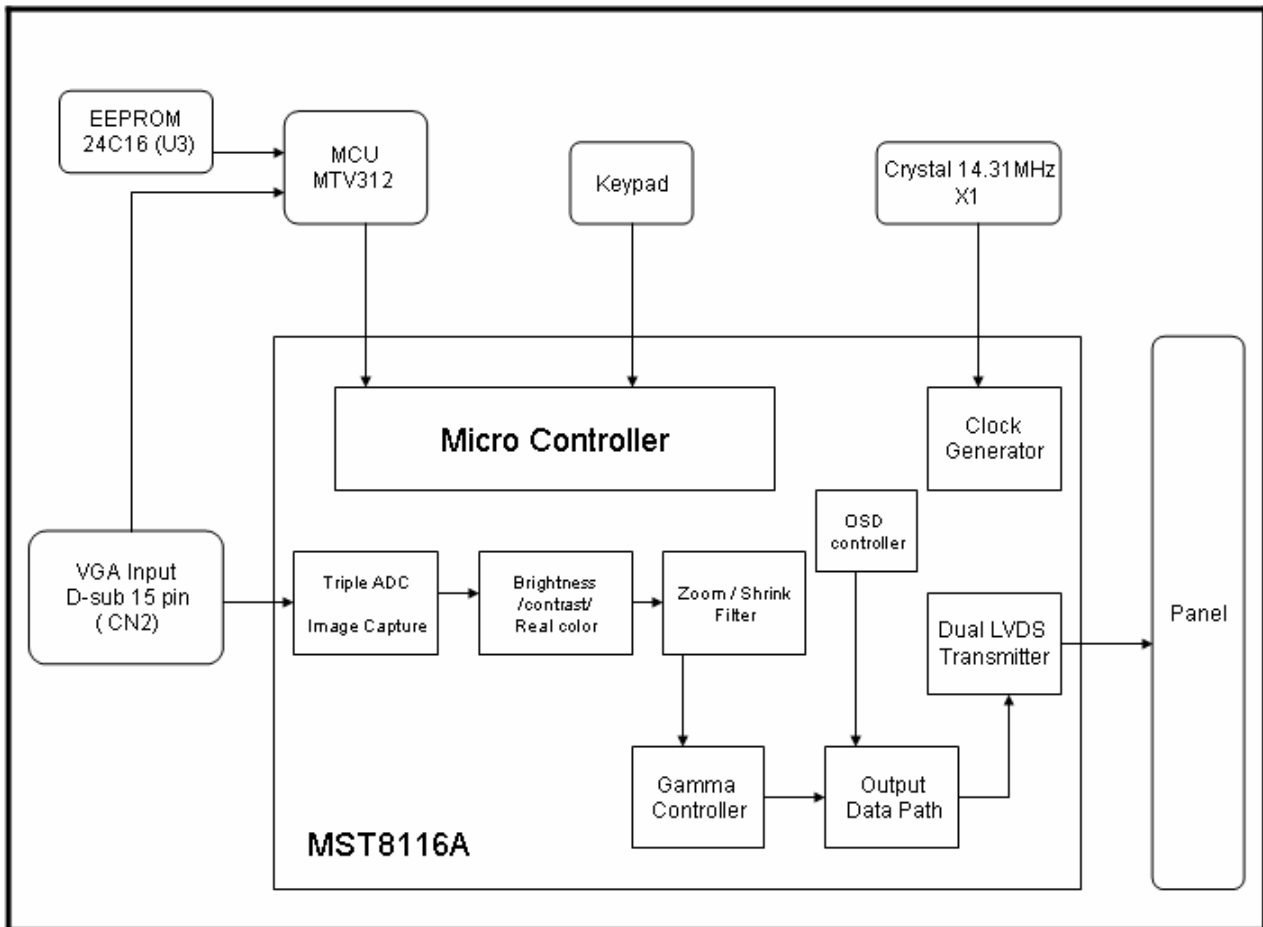 EEPROM
24C16 (U3)
MCU
MTV312
Keypad
Crystal 14.31MHz
X1
Micro Controller
Clock
Generator
OSD
controller
VGA Input
D-sub 15 pin
( CN2)
Triple ADC
Image Capture
Brightness
/contrast/
Real color
Zoom / Shrink
Filter
Dual LVDS
Transmitter
Panel
Gamma
Controller
Output
Data Path
MST8116A